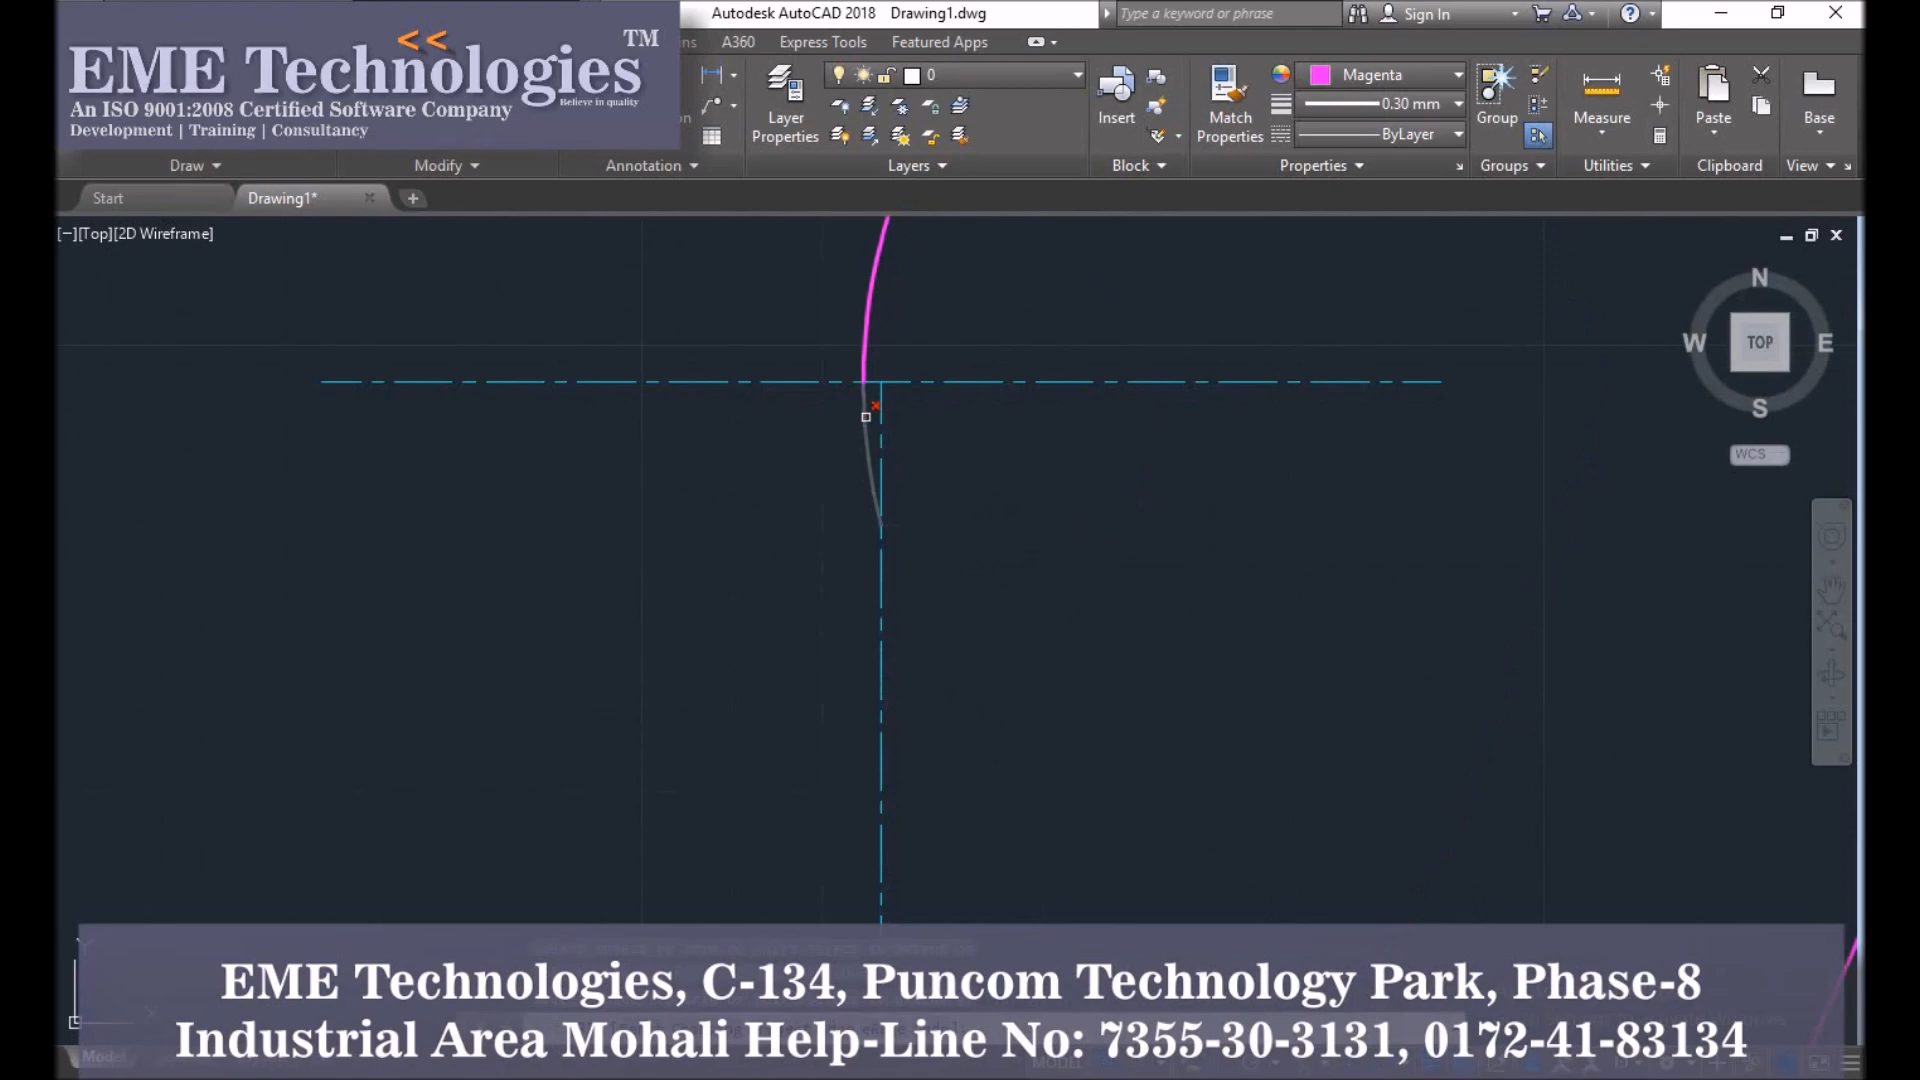 EME Technologies
TM
Believe in quality
An ISO 9001:2008 Certified Software Company
Development | Training | Consultancy
Autodesk AutoCAD 2018 Drawing1.dwg
Type a keyword or phrase
Sign In
A360
Express Tools
Featured Apps
0
Layer
Properties
Insert
Match
Properties
Magenta
0.30 mm
ByLayer
Group
Measure
Paste
Base
Draw
Modify
Annotation
Layers
Block
Properties
Groups
Utilities
Clipboard
View
Start
Drawing1*
[−][Top][2D Wireframe]
N
W
TOP
E
S
WCS
EME Technologies, C-134, Puncom Technology Park, Phase-8
Industrial Area Mohali Help-Line No: 7355-30-3131, 0172-41-83134
Model
MODEL